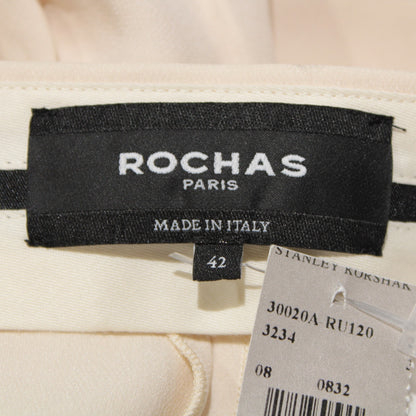 ROCHAS
PARIS
MADE IN ITALY
42
STANLEY KORSHAK
30020A RU120
3234
08 0832